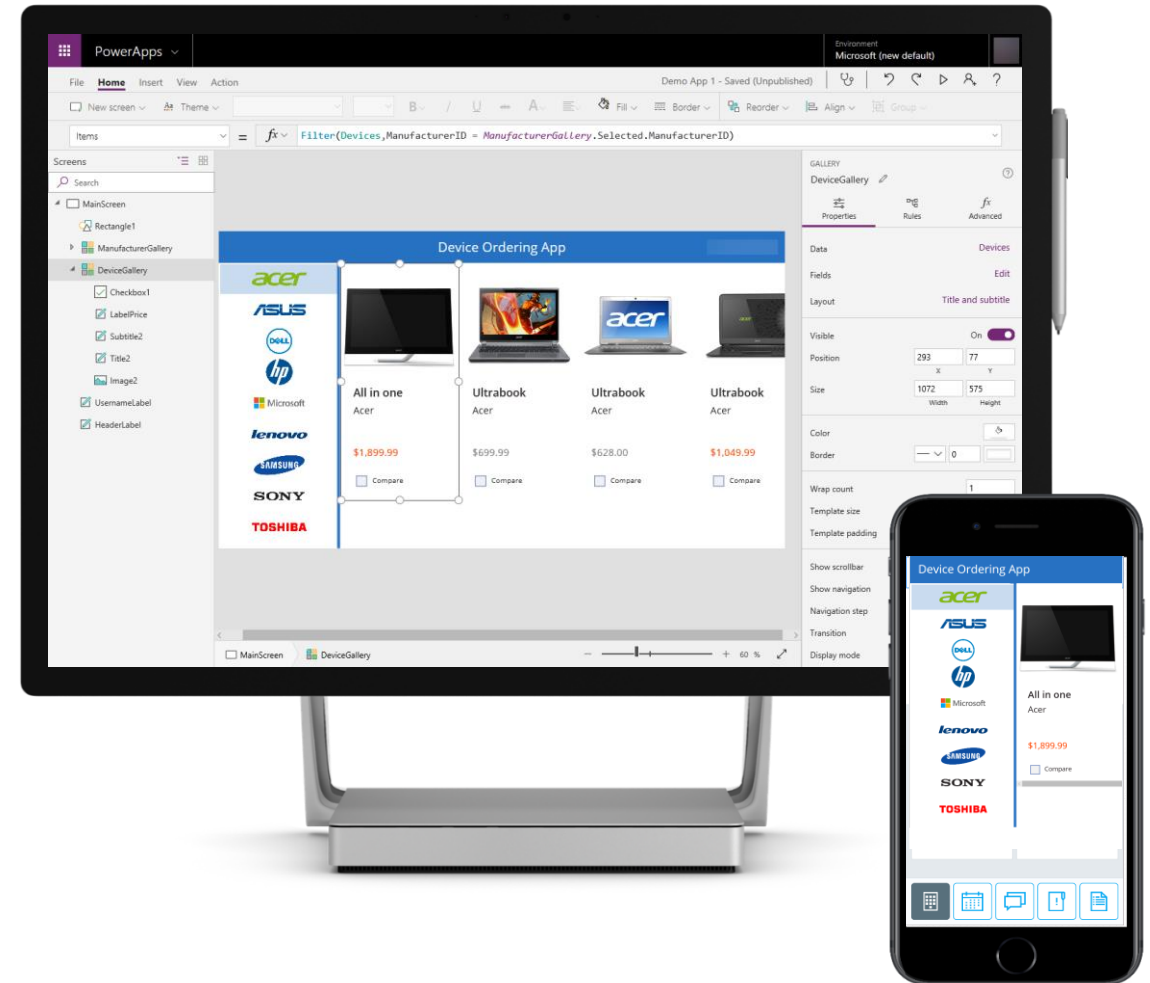 PowerApps
Environment
Microsoft (new default)
File Home Insert View Action
Demo App 1 - Saved (Unpublished)
New screen Theme B / U abc A Fill Border Reorder Align Group
Items = fx Filter(Devices,ManufacturerID = ManufacturerGallery.Selected.ManufacturerID)
Screens
Search
MainScreen
Rectangle1
ManufacturerGallery
DeviceGallery
Checkbox1
LabelPrice
Subtitle2
Title2
Image2
UsernameLabel
HeaderLabel
Device Ordering App
acer
ASUS
DELL
hp
Microsoft
lenovo
SAMSUNG
SONY
TOSHIBA
acer
All in one Ultrabook Ultrabook Ultrabook
Acer Acer Acer Acer
$1,899.99 $699.99 $628.00 $1,049.99
Compare Compare Compare Compare
MainScreen DeviceGallery
60 %
GALLERY
DeviceGallery
Properties Rules fx Advanced
Data Devices
Fields Edit
Layout Title and subtitle
Visible On
Position 293 77
X Y
Size 1072 575
Width Height
Color
Border 0
Wrap count 1
Template size
Template padding
Show scrollbar
Show navigation
Navigation step
Transition
Display mode
Device Ordering App
acer
ASUS
DELL
hp
Microsoft
lenovo
SAMSUNG
SONY
TOSHIBA
All in one
Acer
$1,899.99
Compare